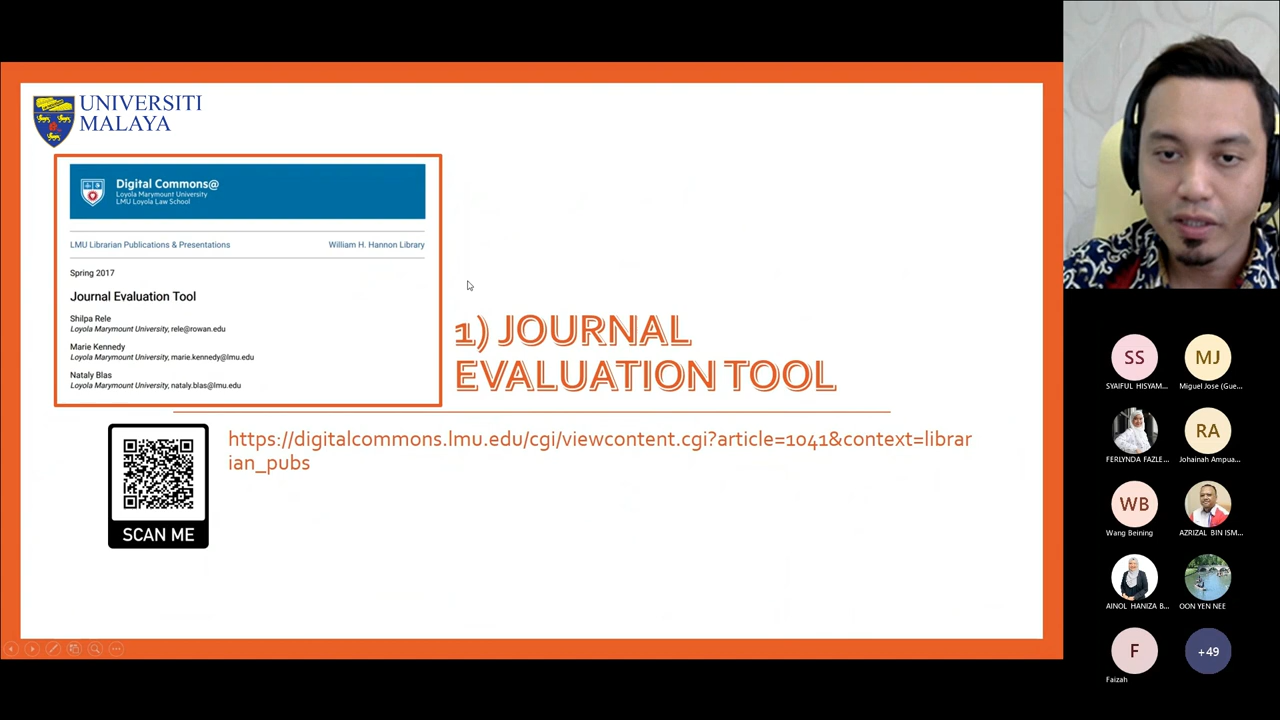 UNIVERSITI
MALAYA
Digital Commons@
Loyola Marymount University
LMU Loyola Law School
LMU Librarian Publications & Presentations
William H. Hannon Library
Spring 2017
Journal Evaluation Tool
Shilpa Rele
Loyola Marymount University, rele@rowan.edu
Marie Kennedy
Loyola Marymount University, marie.kennedy@lmu.edu
Nataly Blas
Loyola Marymount University, nataly.blas@lmu.edu
1) JOURNAL
EVALUATION TOOL
https://digitalcommons.lmu.edu/cgi/viewcontent.cgi?article=1041&context=librar
ian_pubs
SCAN ME
SS
MJ
SYAIFUL HISYAM...
Miguel Jose (Gue...
RA
FERLYNDA FAZLE...
Johainah Ampua...
WB
Wang Beining
AZRIZAL BIN ISM...
AINOL HANIZA B...
OON YEN NEE
F
+49
Faizah